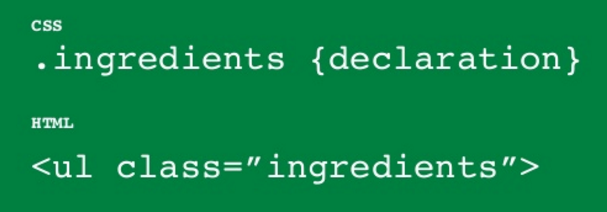 CSS
.ingredients {declaration}
HTML
<ul class=”ingredients”>